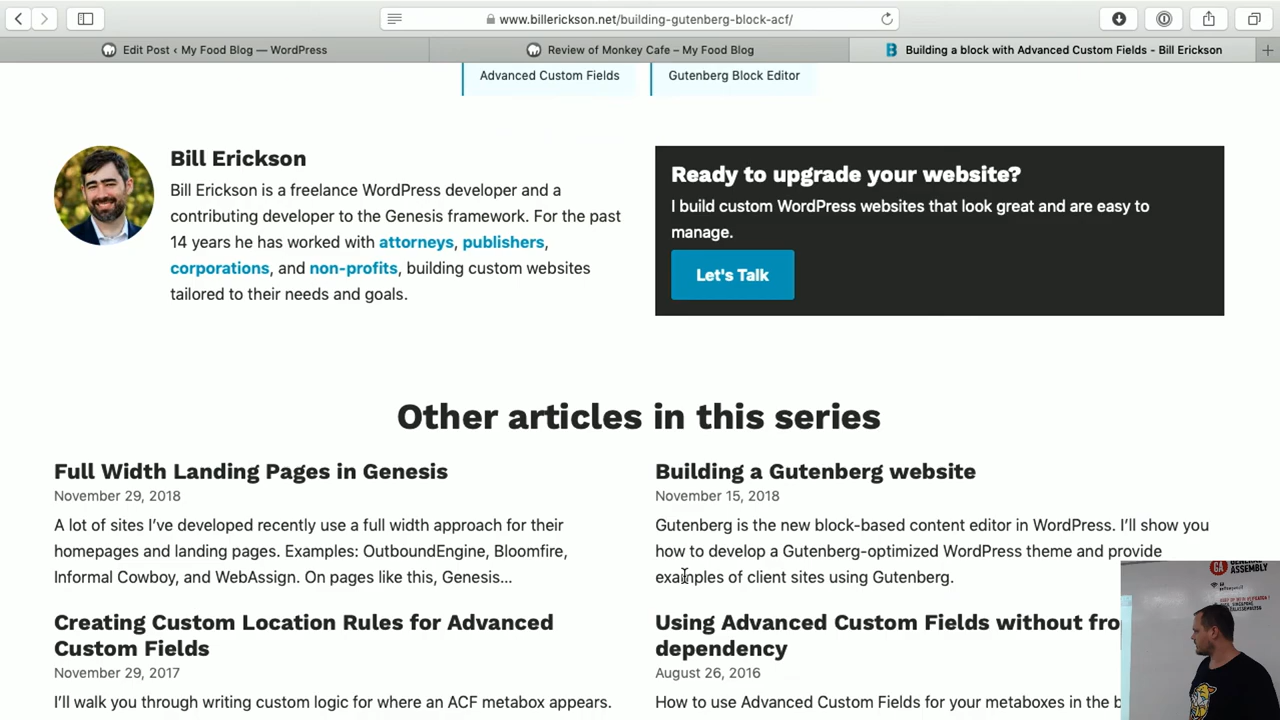 www.billerickson.net/building-gutenberg-block-acf/
Edit Post ‹ My Food Blog — WordPress
Review of Monkey Cafe – My Food Blog
Building a block with Advanced Custom Fields - Bill Erickson
Advanced Custom Fields
Gutenberg Block Editor
Bill Erickson
Bill Erickson is a freelance WordPress developer and a
contributing developer to the Genesis framework. For the past
14 years he has worked with attorneys, publishers,
corporations, and non-profits, building custom websites
tailored to their needs and goals.
Ready to upgrade your website?
I build custom WordPress websites that look great and are easy to
manage.
Let's Talk
Other articles in this series
Full Width Landing Pages in Genesis
November 29, 2018
A lot of sites I've developed recently use a full width approach for their
homepages and landing pages. Examples: OutboundEngine, Bloomfire,
Informal Cowboy, and WebAssign. On pages like this, Genesis...
Building a Gutenberg website
November 15, 2018
Gutenberg is the new block-based content editor in WordPress. I'll show you
how to develop a Gutenberg-optimized WordPress theme and provide
examples of client sites using Gutenberg.
Creating Custom Location Rules for Advanced
Custom Fields
November 29, 2017
I'll walk you through writing custom logic for where an ACF metabox appears.
Using Advanced Custom Fields without fro
dependency
August 26, 2016
How to use Advanced Custom Fields for your metaboxes in the b
GA
GENERAL
ASSEMBLY